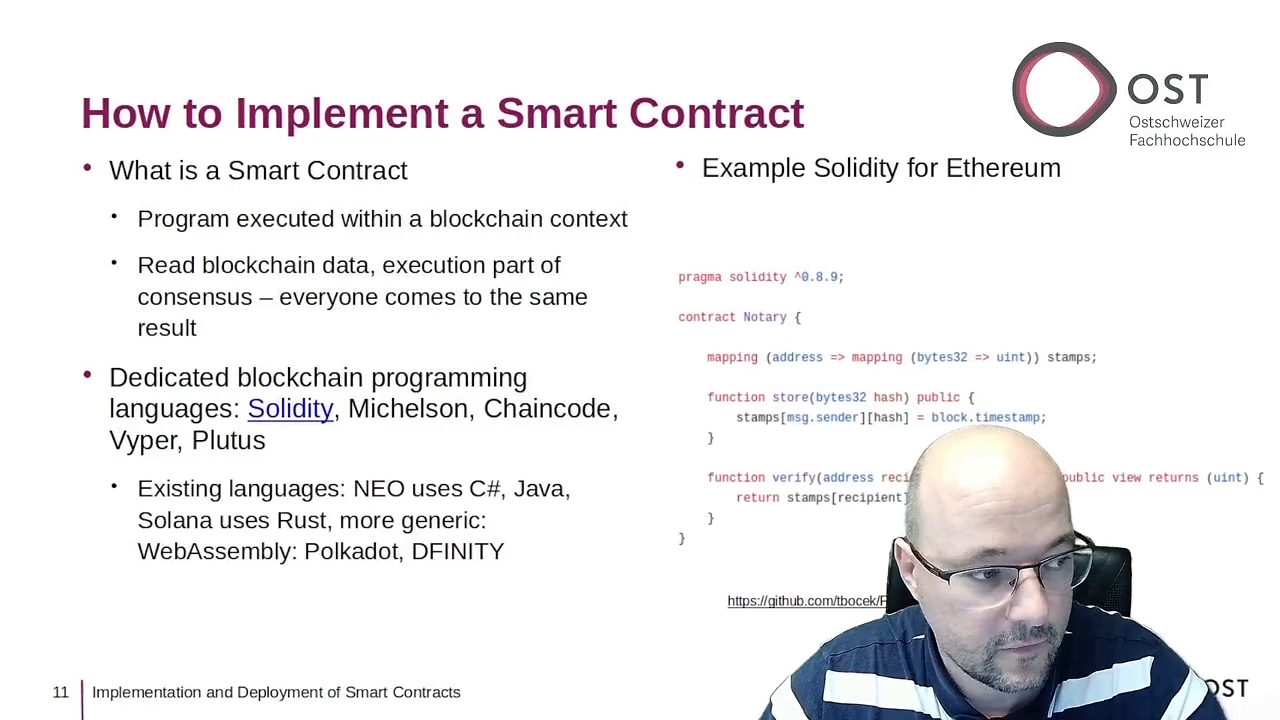 OST
Ostschweizer
Fachhochschule
How to Implement a Smart Contract
• What is a Smart Contract
• Program executed within a blockchain context
• Read blockchain data, execution part of
consensus – everyone comes to the same
result
• Dedicated blockchain programming
languages: Solidity, Michelson, Chaincode,
Vyper, Plutus
• Existing languages: NEO uses C#, Java,
Solana uses Rust, more generic:
WebAssembly: Polkadot, DFINITY
• Example Solidity for Ethereum
pragma solidity ^0.8.9;
contract Notary {
mapping (address => mapping (bytes32 => uint)) stamps;
function store(bytes32 hash) public {
stamps[msg.sender][hash] = block.timestamp;
}
function verify(address public view returns (uint) {
return stamps[recipient]
}
}
https://github.com/tbocek/
11 Implementation and Deployment of Smart Contracts
OST